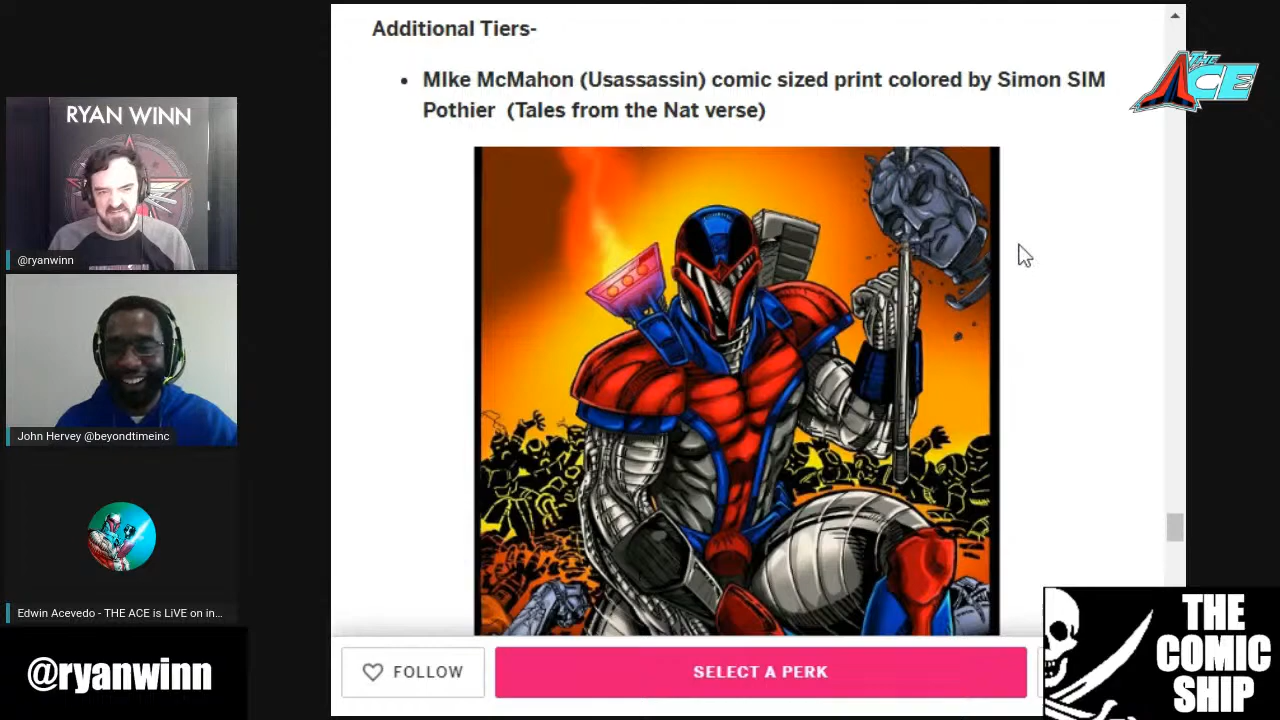 Additional Tiers-
MIke McMahon (Usassassin) comic sized print colored by Simon SIM
Pothier (Tales from the Nat verse)
THE
ACE
RYAN WINN
@ryanwinn
John Hervey @beyondtimeinc
Edwin Acevedo - THE ACE is LiVE on in...
@ryanwinn
FOLLOW
SELECT A PERK
THE
COMIC
SHIP